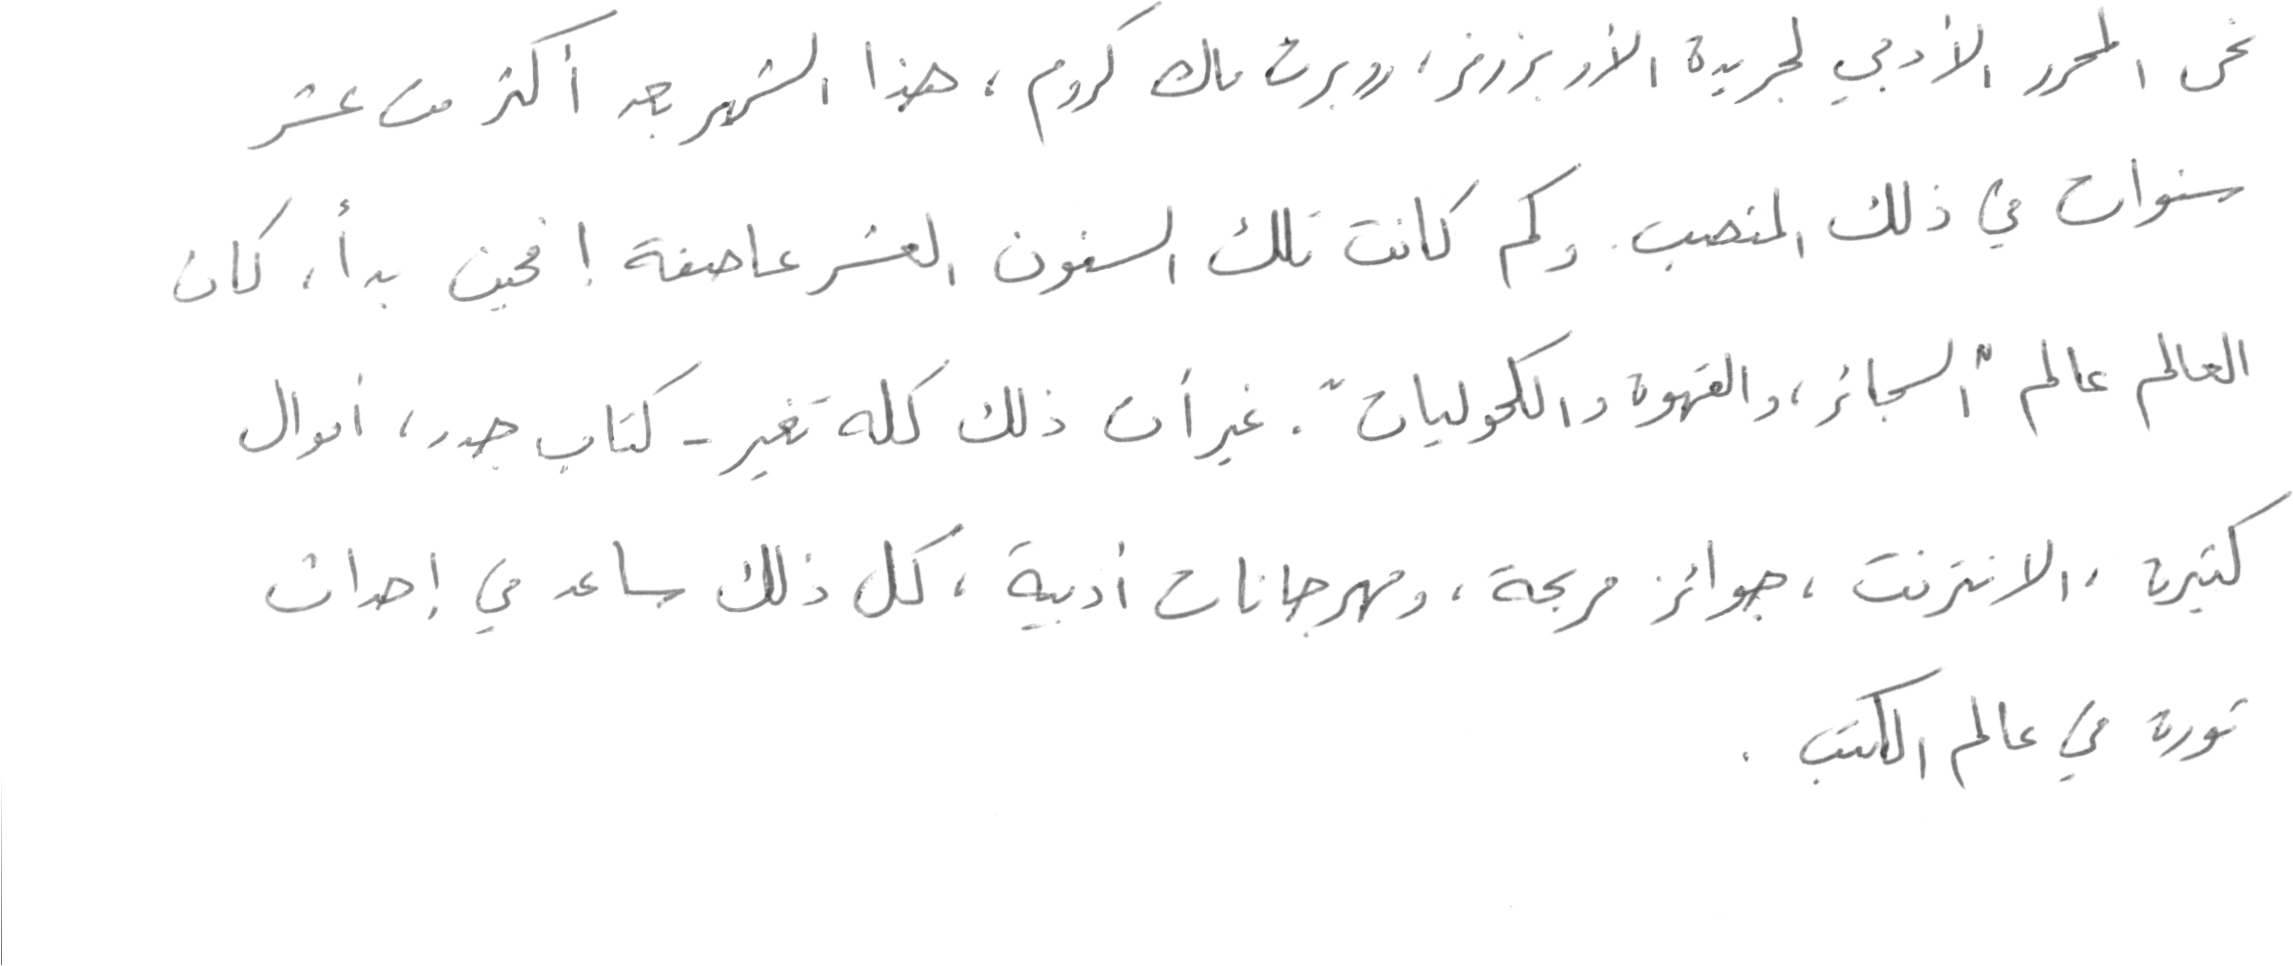 نحى المحرر الأدبي لجريدة الأوبزرفر، روبرت ماك كروم، هذا الشهر بعد أكثر من عشر
سنوات في ذلك المنصب. وكم كانت تلك السنون العشر عاصفة! فحين بدأ، كان
العالم عالم "السجائر، والقهوة والكحوليات". غير أن ذلك كله تغير - كتاب جدد، أموال
كثيرة، الانترنت، جوائز مربحة، ومهرجانات أدبية، كل ذلك ساعد في إحداث
ثورة في عالم الكتب.